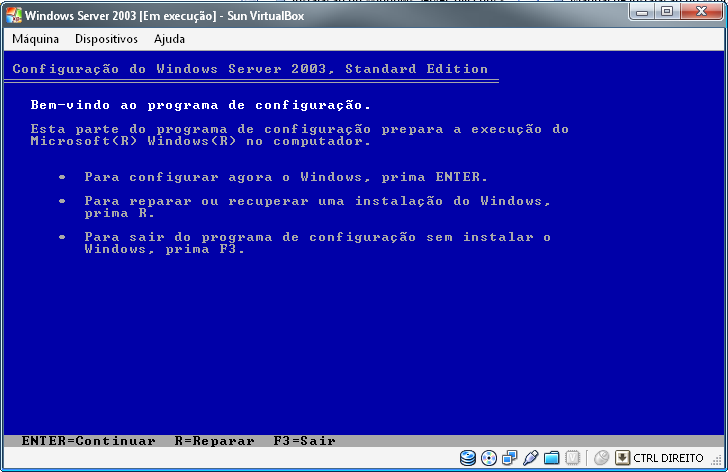 Windows Server 2003 [Em execução] - Sun VirtualBox
Máquina Dispositivos Ajuda
Configuração do Windows Server 2003, Standard Edition
Bem-vindo ao programa de configuração.
Esta parte do programa de configuração prepara a execução do
Microsoft(R) Windows(R) no computador.
• Para configurar agora o Windows, prima ENTER.
• Para reparar ou recuperar uma instalação do Windows,
prima R.
• Para sair do programa de configuração sem instalar o
Windows, prima F3.
ENTER=Continuar R=Reparar F3=Sair
CTRL DIREITO